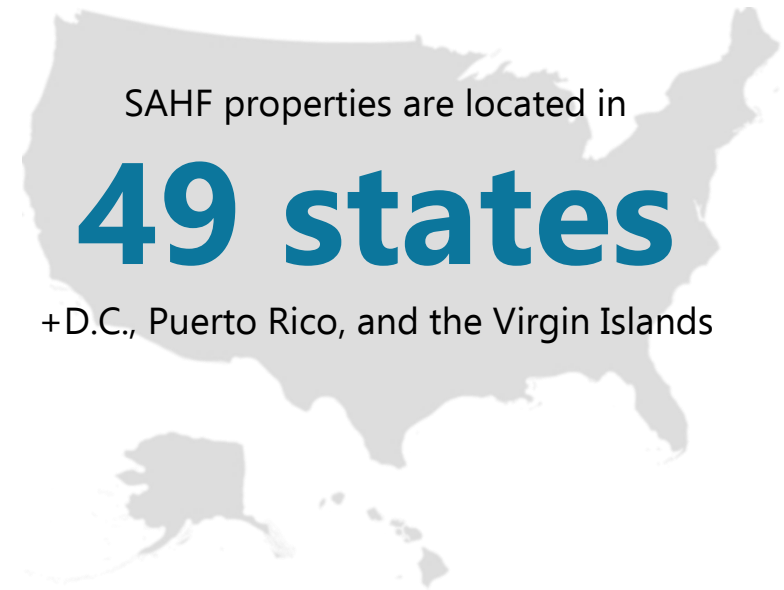 SAHF properties are located in
49 states
+D.C., Puerto Rico, and the Virgin Islands